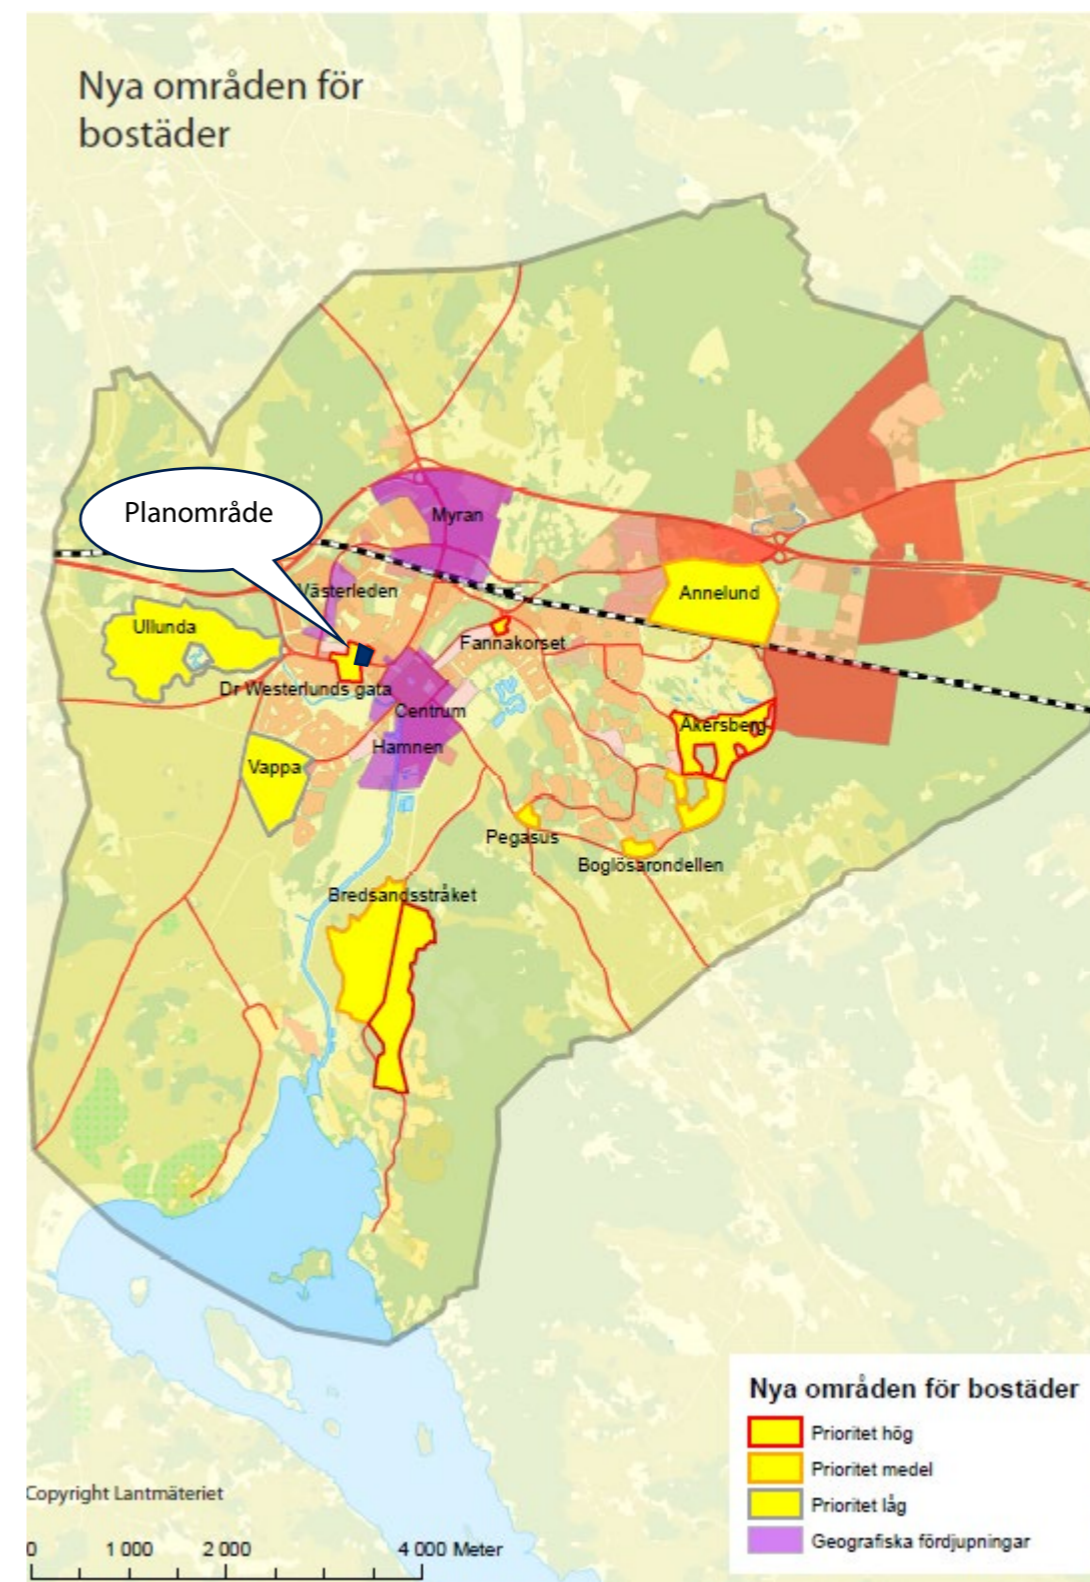 Nya områden för
bostäder
Planområde
Myran
Västerleden
Annelund
Ullunda
Fannakorset
Dr Westerlunds gata
Centrum
Åkersberg
Hamnen
Vappa
Pegasus
Boglösarondellen
Bredsandsstråket
Nya områden för bostäder
Prioritet hög
Prioritet medel
Prioritet låg
Geografiska fördjupningar
Copyright Lantmäteriet
0 1 000 2 000 4 000 Meter